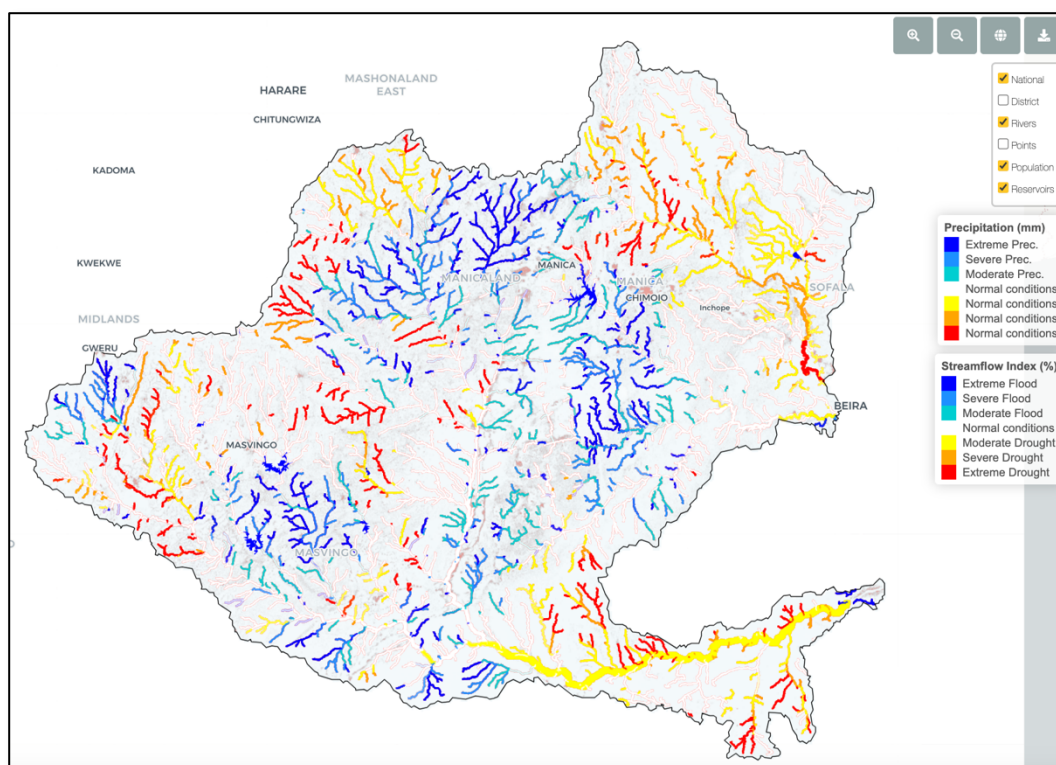 MASHONALAND
EAST
HARARE
CHITUNGWIZA
KADOMA
KWEKWE
MANICA
MANICALAND
MANICA
CHIMOIO
Inchope
SOFALA
MIDLANDS
GWERU
BEIRA
MASVINGO
MASVINGO
National
District
Rivers
Points
Population
Reservoirs
Precipitation (mm)
Extreme Prec.
Severe Prec.
Moderate Prec.
Normal conditions
Normal conditions
Normal conditions
Normal conditions
Streamflow Index (%)
Extreme Flood
Severe Flood
Moderate Flood
Normal conditions
Moderate Drought
Severe Drought
Extreme Drought